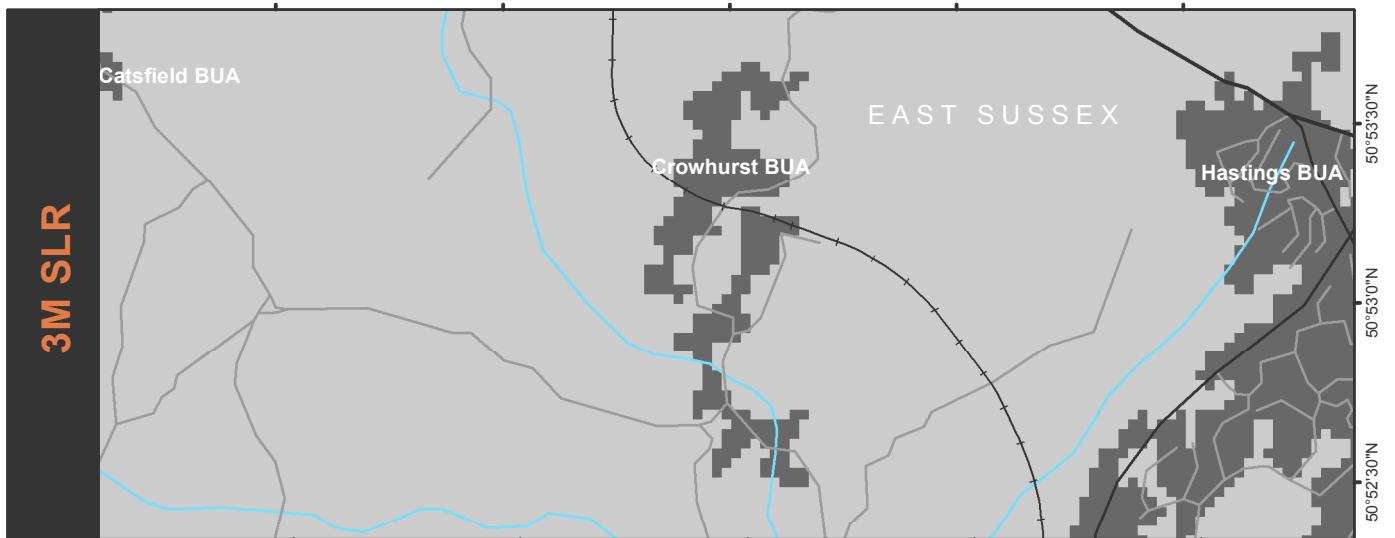 3M SLR
Catsfield BUA
EAST SUSSEX
Crowhurst BUA
Hastings BUA
50°53'30"N
50°53'0"N
50°52'30"N